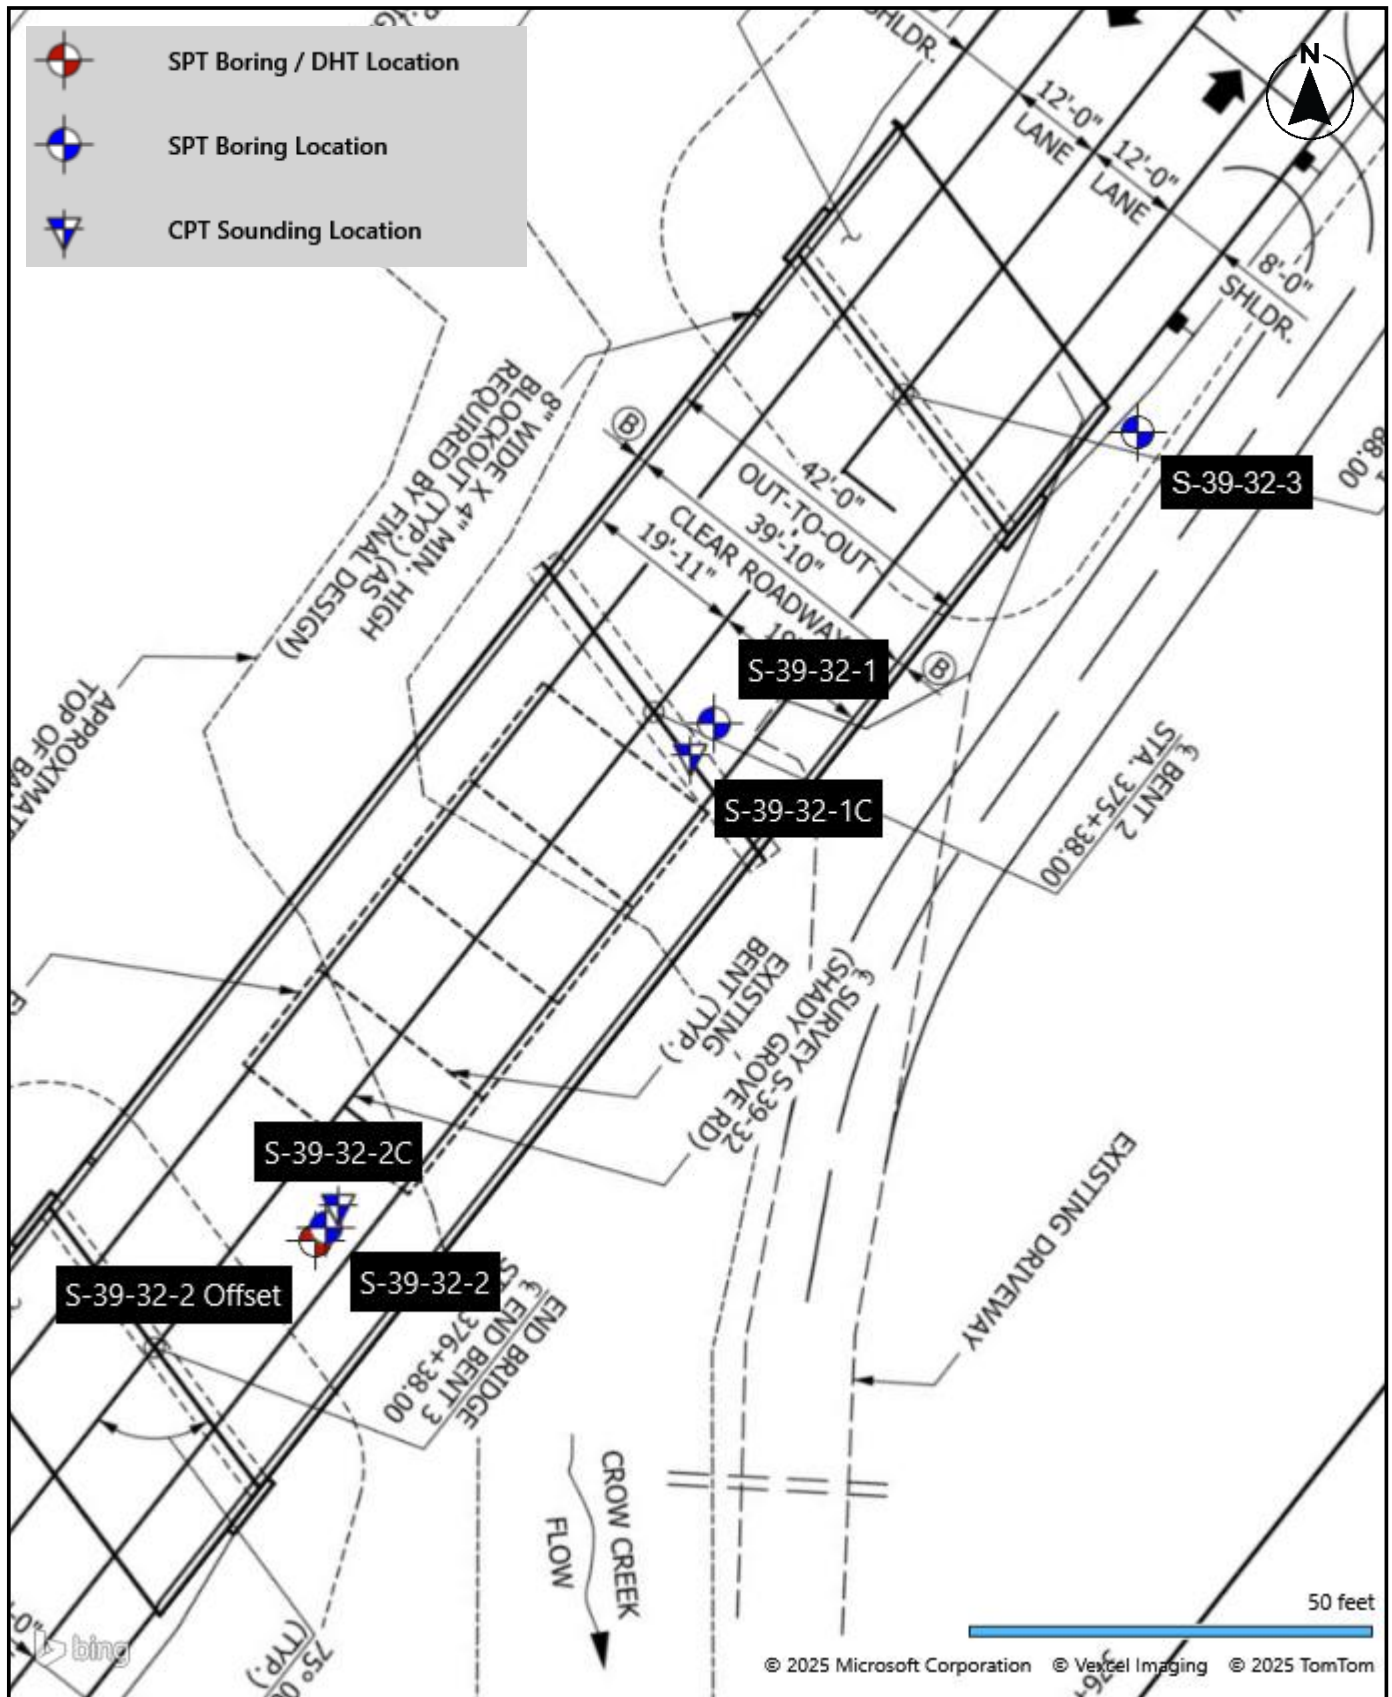 SPT Boring / DHT Location
SPT Boring Location
CPT Sounding Location
N
SHLDR.
12'-0"
LANE
12'-0"
LANE
8'-0"
SHLDR.
8" WIDE X 4" MIN. HIGH
BLOCKOUT (TYP.) (AS
REQUIRED BY FINAL DESIGN)
B
42'-0"
OUT-TO-OUT
39'-10"
CLEAR ROADWAY
19'-11"
S-39-32-3
88.00
S-39-32-1
B
APPROXIMATE
TOP OF
S-39-32-1C
℄ BENT 2
STA. 375+38.00
EXISTING
BENT (TYP.)
℄ SURVEY S-39-32
(SHADY GROVE RD)
S-39-32-2C
S-39-32-2 Offset
S-39-32-2
END BRIDGE
℄ END BENT 3
376+38.00
EXISTING DRIVEWAY
CROW CREEK
FLOW
75°
(TYP.)
-0"
376+
50 feet
bing
© 2025 Microsoft Corporation © Vexcel Imaging © 2025 TomTom